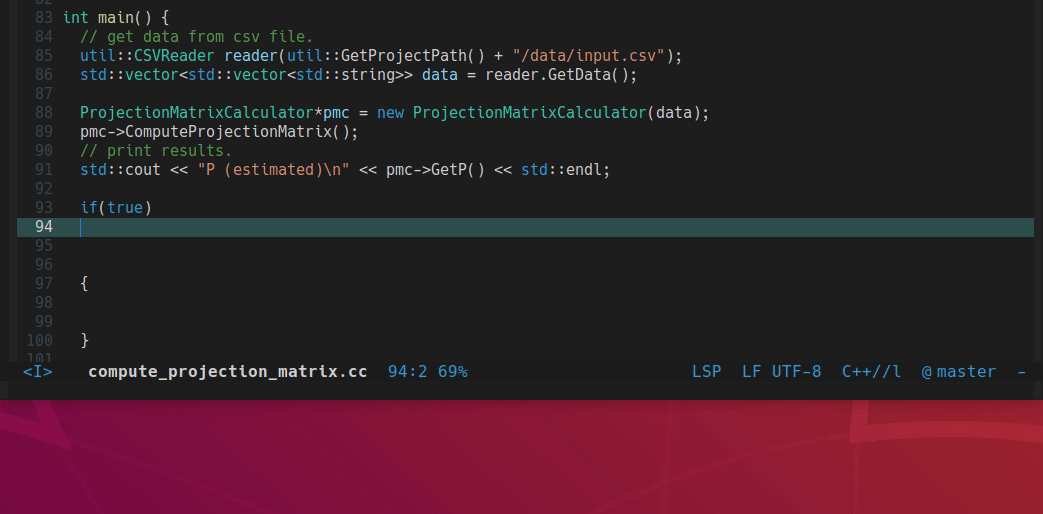 82
83 int main() {
84 // get data from csv file.
85 util::CSVReader reader(util::GetProjectPath() + "/data/input.csv");
86 std::vector<std::vector<std::string>> data = reader.GetData();
87
88 ProjectionMatrixCalculator*pmc = new ProjectionMatrixCalculator(data);
89 pmc->ComputeProjectionMatrix();
90 // print results.
91 std::cout << "P (estimated)\n" << pmc->GetP() << std::endl;
92
93 if(true)
94
95
96
97 {
98
99
100 }
101
<I> compute_projection_matrix.cc 94:2 69% LSP LF UTF-8 C++//l @ master -